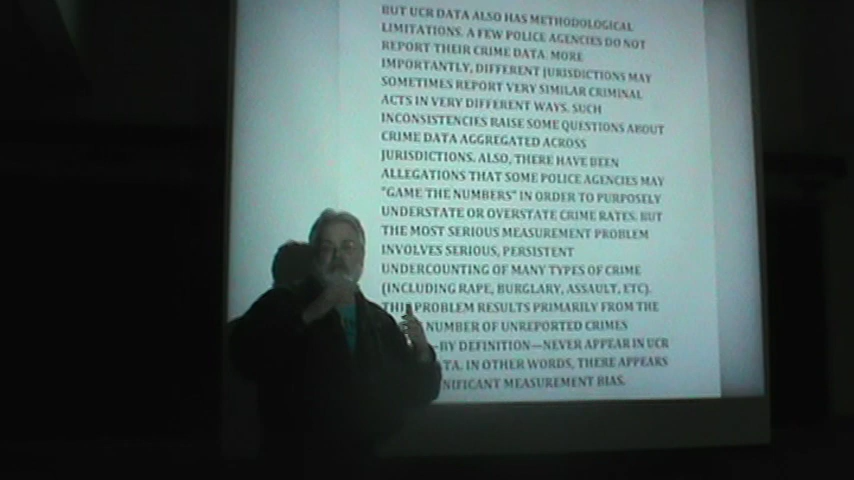 BUT UCR DATA ALSO HAS METHODOLOGICAL
LIMITATIONS. A FEW POLICE AGENCIES DO NOT
REPORT THEIR CRIME DATA. MORE
IMPORTANTLY, DIFFERENT JURISDICTIONS MAY
SOMETIMES REPORT VERY SIMILAR CRIMINAL
ACTS IN VERY DIFFERENT WAYS. SUCH
INCONSISTENCIES RAISE SOME QUESTIONS ABOUT
CRIME DATA AGGREGATED ACROSS
JURISDICTIONS. ALSO, THERE HAVE BEEN
ALLEGATIONS THAT SOME POLICE AGENCIES MAY
"GAME THE NUMBERS" IN ORDER TO PURPOSELY
UNDERSTATE OR OVERSTATE CRIME RATES. BUT
THE MOST SERIOUS MEASUREMENT PROBLEM
INVOLVES SERIOUS, PERSISTENT
UNDERCOUNTING OF MANY TYPES OF CRIME
(INCLUDING RAPE, BURGLARY, ASSAULT, ETC).
THIS PROBLEM RESULTS PRIMARILY FROM THE
NUMBER OF UNREPORTED CRIMES
—BY DEFINITION—NEVER APPEAR IN UCR
TA. IN OTHER WORDS, THERE APPEARS
NIFICANT MEASUREMENT BIAS.